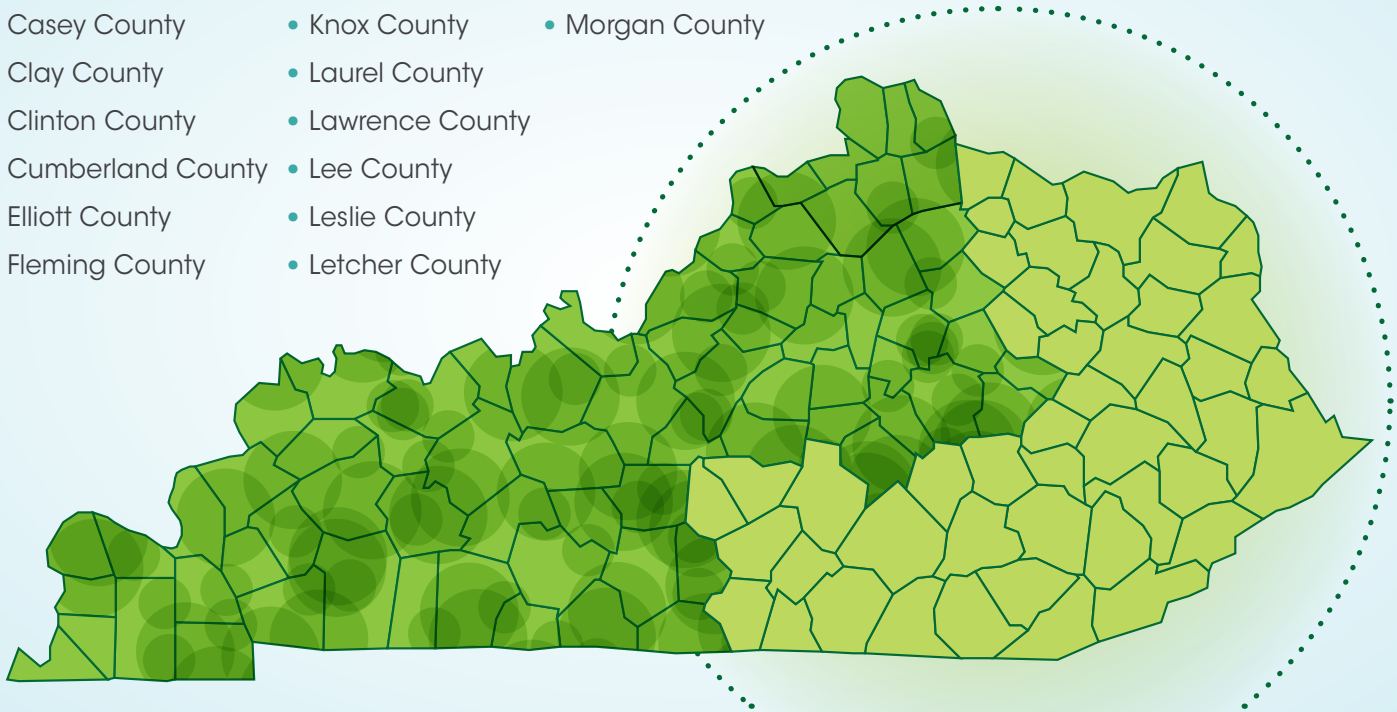 Casey County
Clay County
Clinton County
Cumberland County
Elliott County
Fleming County
• Knox County
• Laurel County
• Lawrence County
• Lee County
• Leslie County
• Letcher County
• Morgan County